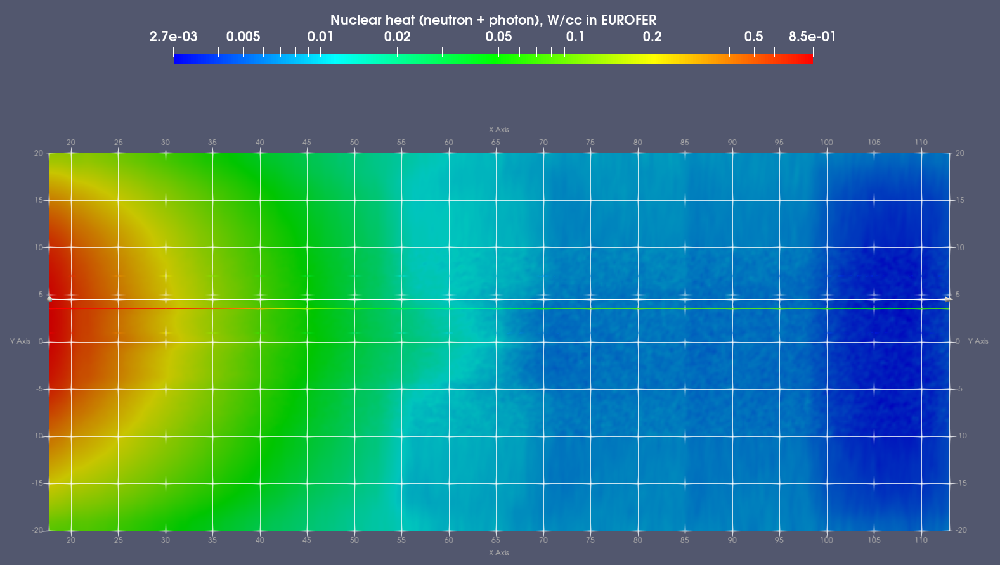 Nuclear heat (neutron + photon), W/cc in EUROFER
2.7e-03 0.005 0.01 0.02 0.05 0.1 0.2 0.5 8.5e-01
X Axis
20 25 30 35 40 45 50 55 60 65 70 75 80 85 90 95 100 105 110
20 20
15 15
10 10
5 5
Y Axis 0 0 Y Axis
-5 -5
-10 -10
-15 -15
-20 -20
20 25 30 35 40 45 50 55 60 65 70 75 80 85 90 95 100 105 110
X Axis